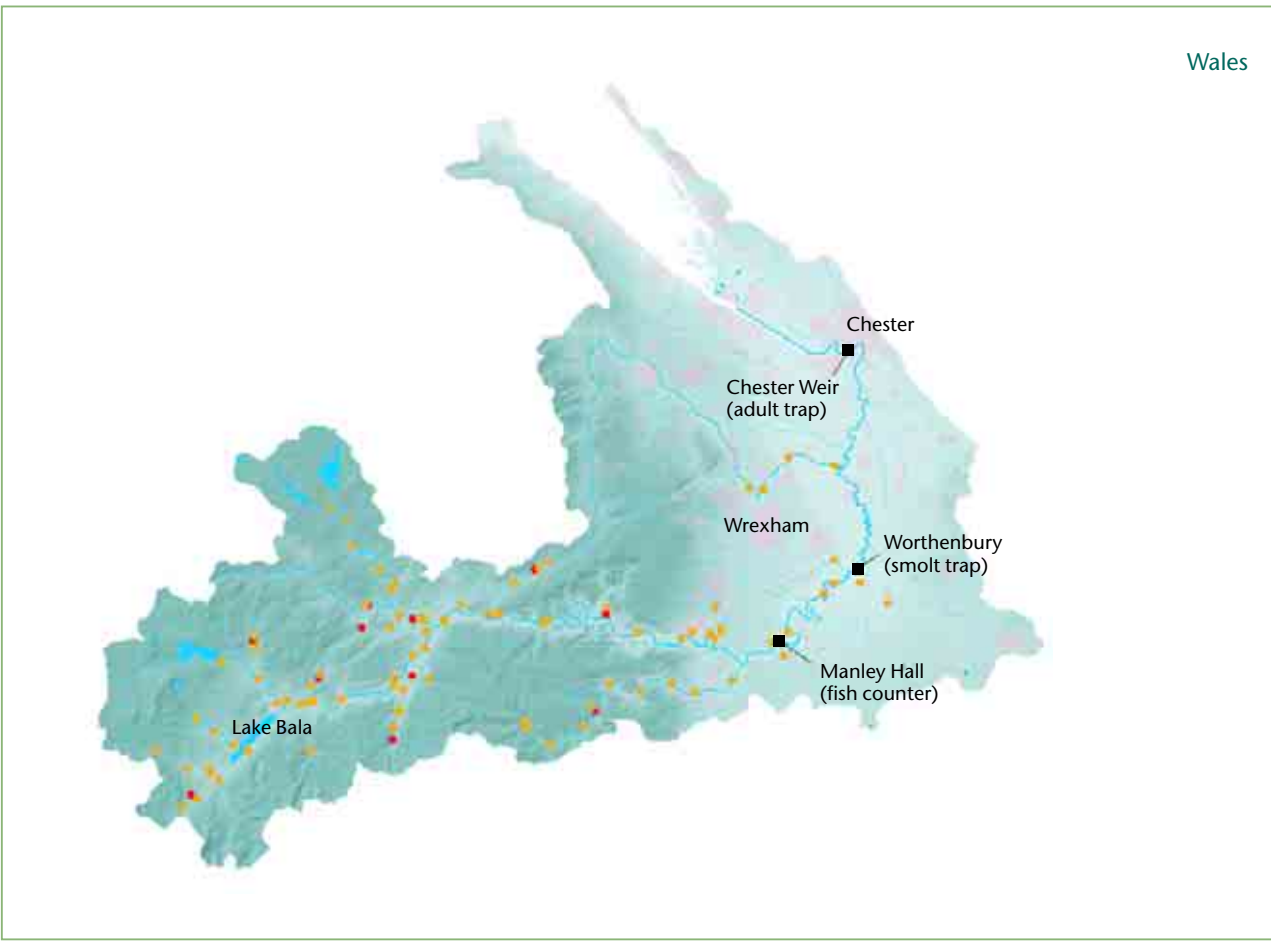 Wales
Chester
Chester Weir
(adult trap)
Wrexham
Worthenbury
(smolt trap)
Manley Hall
(fish counter)
Lake Bala